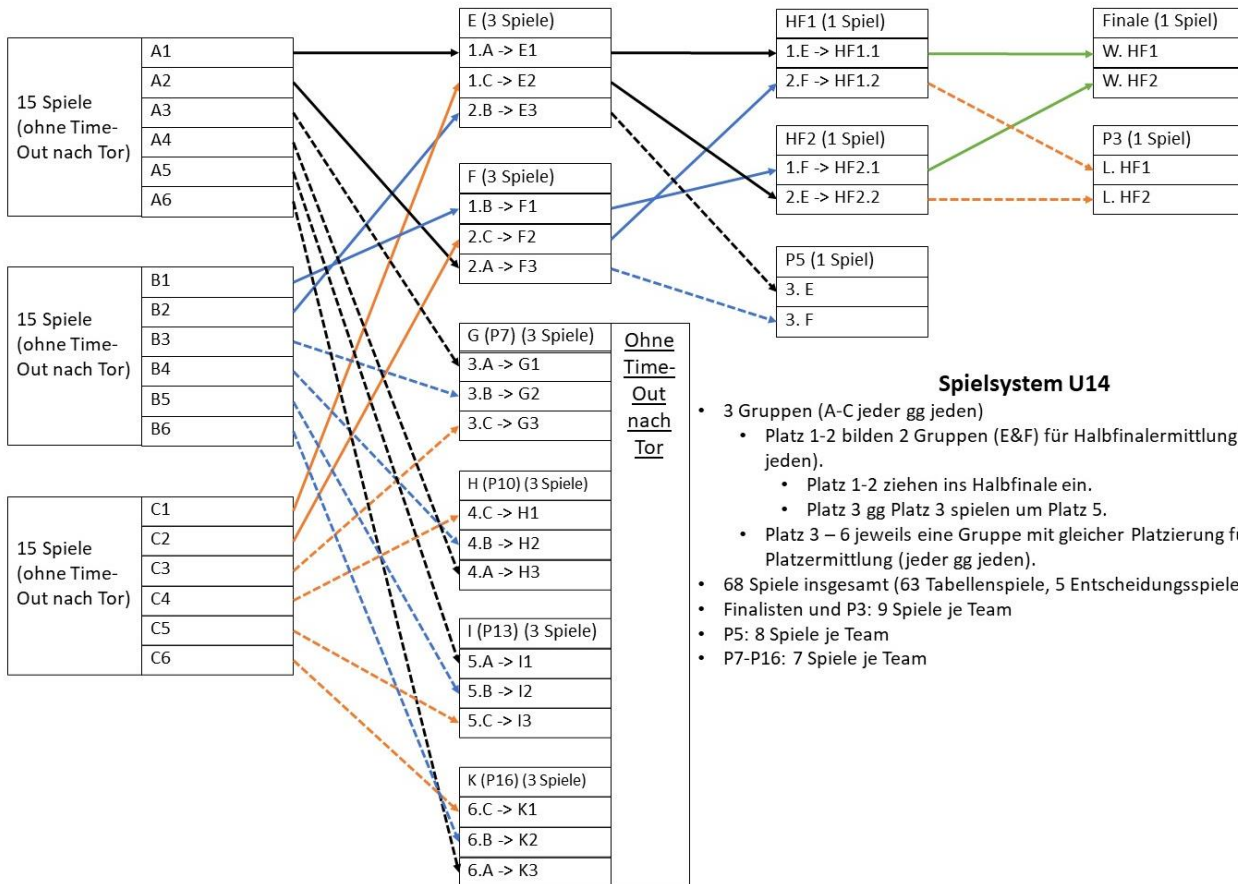 15 Spiele
(ohne Time-
Out nach Tor)
A1
A2
A3
A4
A5
A6
15 Spiele
(ohne Time-
Out nach Tor)
B1
B2
B3
B4
B5
B6
15 Spiele
(ohne Time-
Out nach Tor)
C1
C2
C3
C4
C5
C6
E (3 Spiele)
1.A -> E1
1.C -> E2
2.B -> E3
F (3 Spiele)
1.B -> F1
2.C -> F2
2.A -> F3
G (P7) (3 Spiele)
3.A -> G1
3.B -> G2
3.C -> G3
H (P10) (3 Spiele)
4.C -> H1
4.B -> H2
4.A -> H3
I (P13) (3 Spiele)
5.A -> I1
5.B -> I2
5.C -> I3
K (P16) (3 Spiele)
6.C -> K1
6.B -> K2
6.A -> K3
Ohne
Time-
Out
nach
Tor
HF1 (1 Spiel)
1.E -> HF1.1
2.F -> HF1.2
HF2 (1 Spiel)
1.F -> HF2.1
2.E -> HF2.2
P5 (1 Spiel)
3. E
3. F
Finale (1 Spiel)
W. HF1
W. HF2
P3 (1 Spiel)
L. HF1
L. HF2
Spielsystem U14
• 3 Gruppen (A-C jeder gg jeden)
• Platz 1-2 bilden 2 Gruppen (E&F) für Halbfinalermittlung
jeden).
• Platz 1-2 ziehen ins Halbfinale ein.
• Platz 3 gg Platz 3 spielen um Platz 5.
• Platz 3 – 6 jeweils eine Gruppe mit gleicher Platzierung
Platzermittlung (jeder gg jeden).
• 68 Spiele insgesamt (63 Tabellenspiele, 5 Entscheidungsspiele
• Finalisten und P3: 9 Spiele je Team
• P5: 8 Spiele je Team
• P7-P16: 7 Spiele je Team